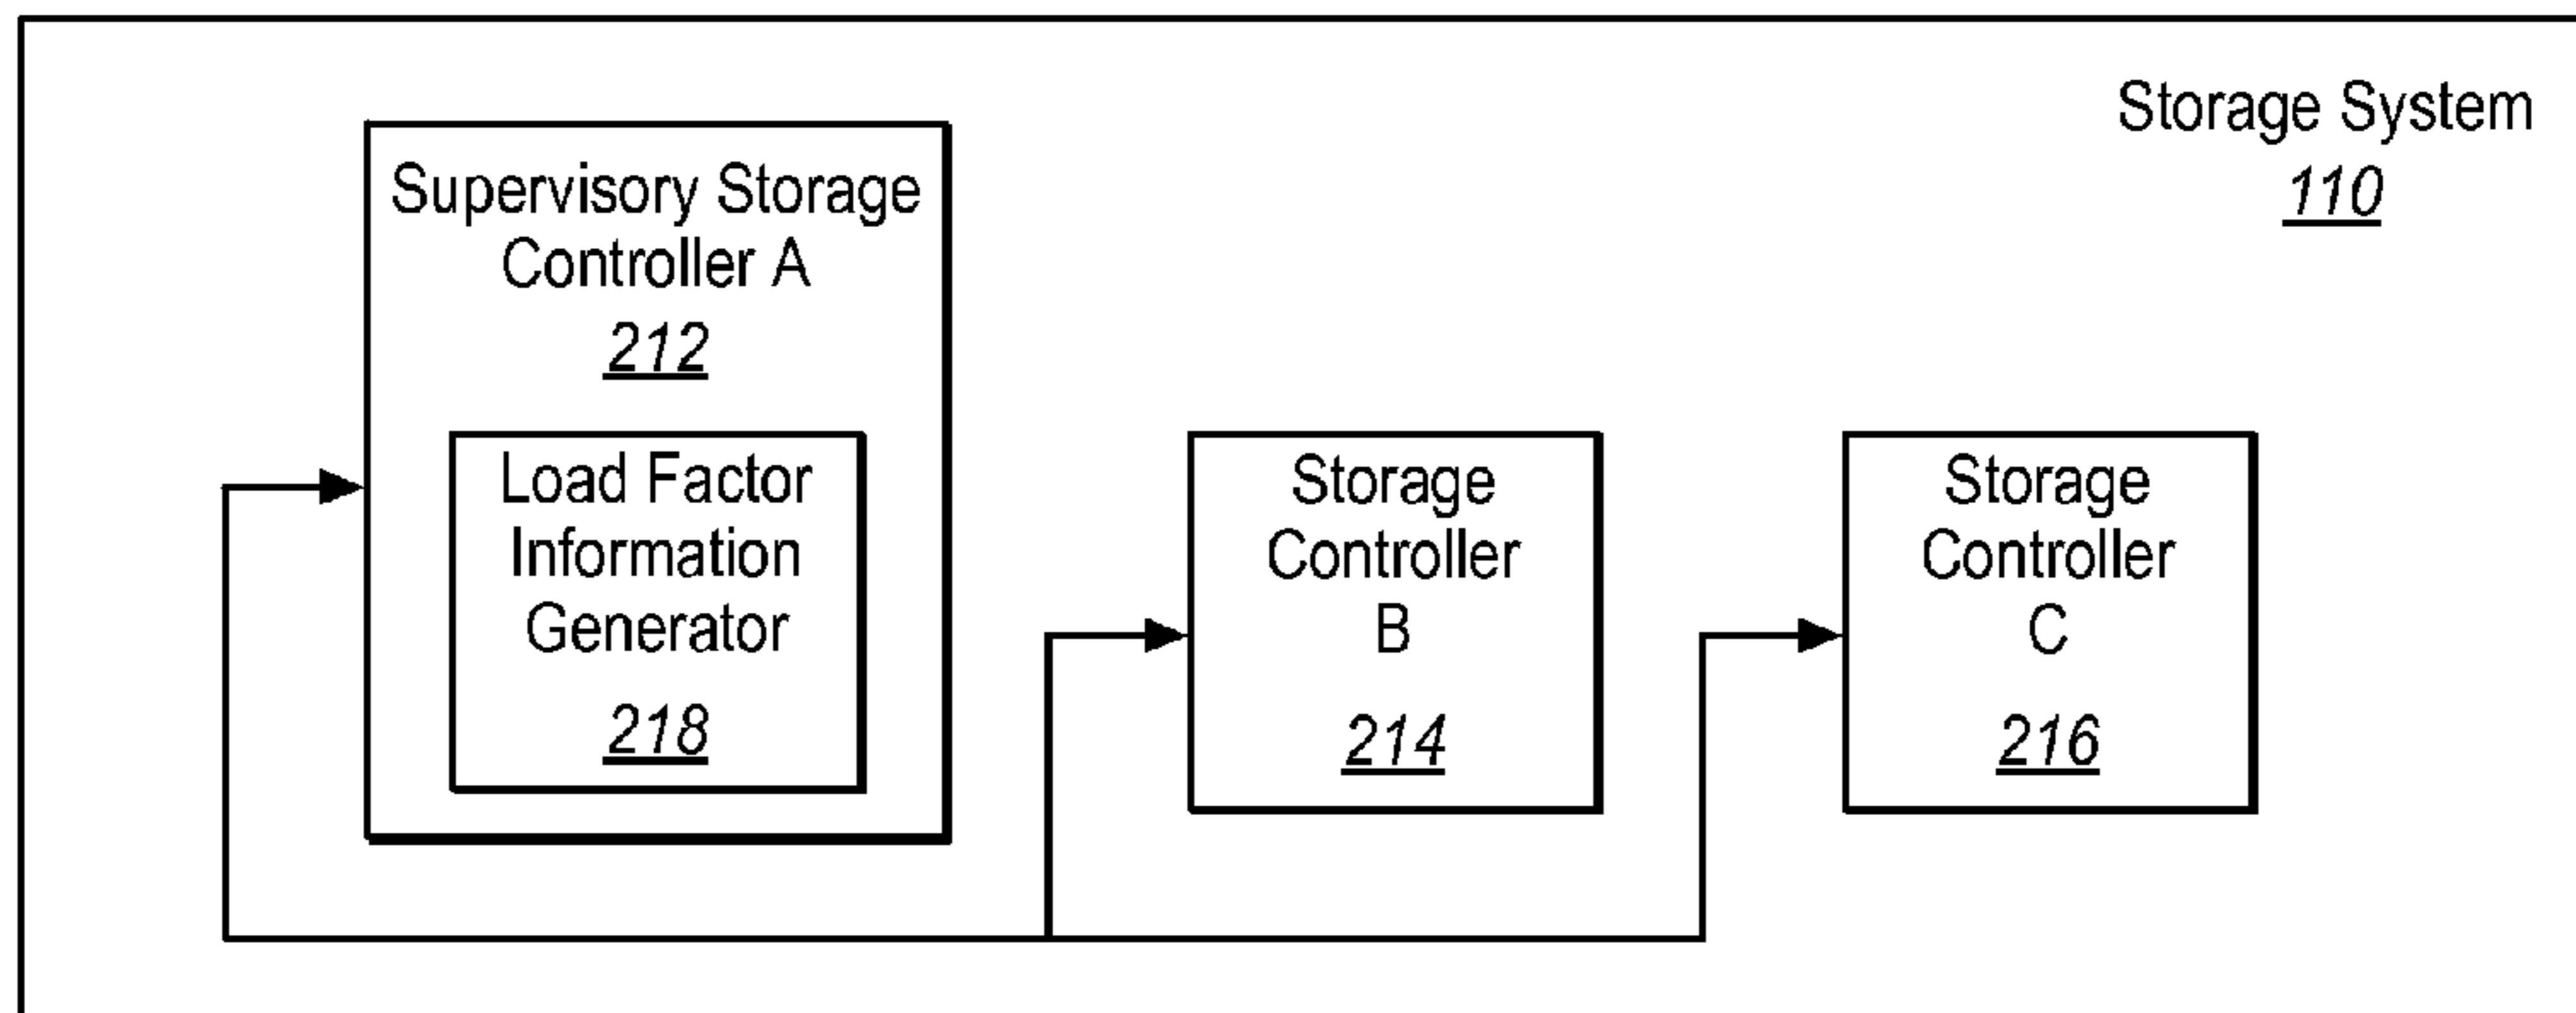 Storage System
110
Supervisory Storage
Controller A
212
Load Factor
Information
Generator
218
Storage
Controller
B
214
Storage
Controller
C
216